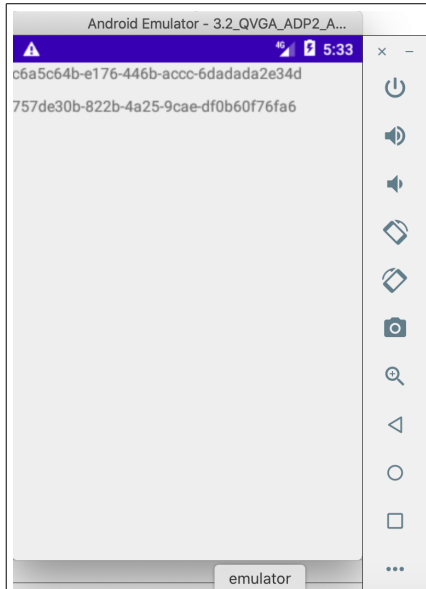 Android Emulator - 3.2_QVGA_ADP2_A...
4G 5:33
c6a5c64b-e176-446b-accc-6dadada2e34d
757de30b-822b-4a25-9cae-df0b60f76fa6
emulator